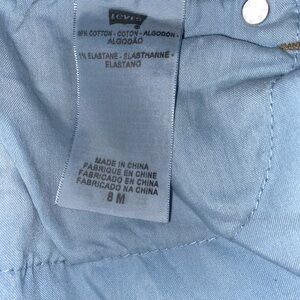 Levi's
COTTON - COTON - ALGODON -
ALGODÃO
ELASTANE - ELASTHANNE -
ELASTANO
MADE IN CHINA
FABRIQUE EN CHINE
FABRICADO EN CHINA
FABRICADO NA CHINA
8 M